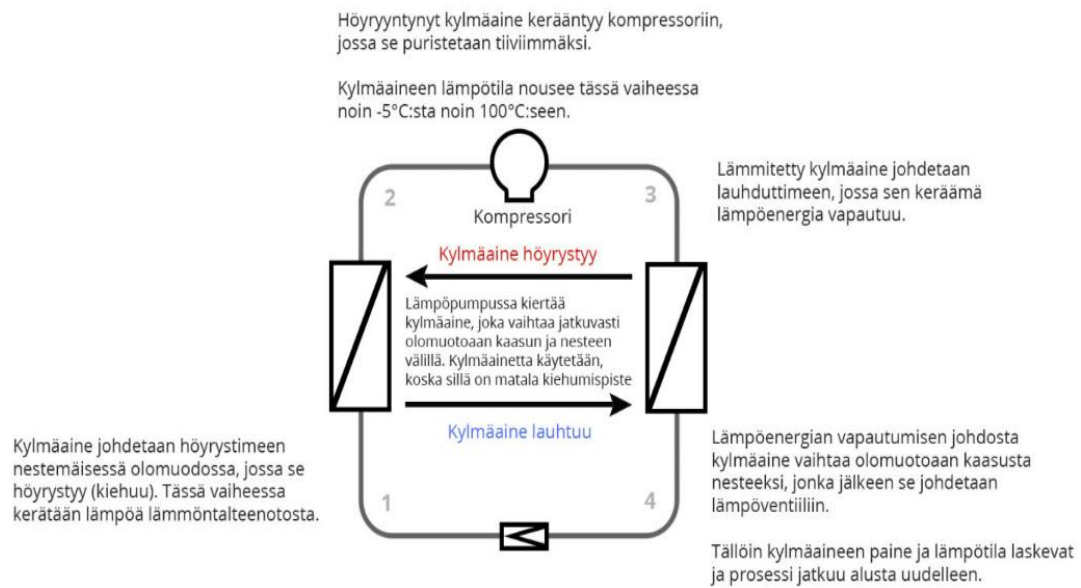 Höyryyntynyt kylmäaine kerääntyy kompressoriin,
jossa se puristetaan tiiviimmäksi.
Kylmäaineen lämpötila nousee tässä vaiheessa
noin -5°C:sta noin 100°C:seen.
2
3
Kompressori
Lämmitetty kylmäaine johdetaan
lauhduttimeen, jossa sen keräämä
lämpöenergia vapautuu.
Kylmäaine höyrystyy
Lämpöpumpussa kiertää
kylmäaine, joka vaihtaa jatkuvasti
olomuotoaan kaasun ja nesteen
välillä. Kylmäainetta käytetään,
koska sillä on matala kiehumispiste
Kylmäaine lauhtuu
Kylmäaine johdetaan höyrystimeen
nestemäisessä olomuodossa, jossa se
höyrystyy (kiehuu). Tässä vaiheessa
kerätään lämpöä lämmöntalteenotosta.
1
4
Lämpöenergian vapautumisen johdosta
kylmäaine vaihtaa olomuotoaan kaasusta
nesteeksi, jonka jälkeen se johdetaan
lämpöventiiliin.
Tällöin kylmäaineen paine ja lämpötila laskevat
ja prosessi jatkuu alusta uudelleen.